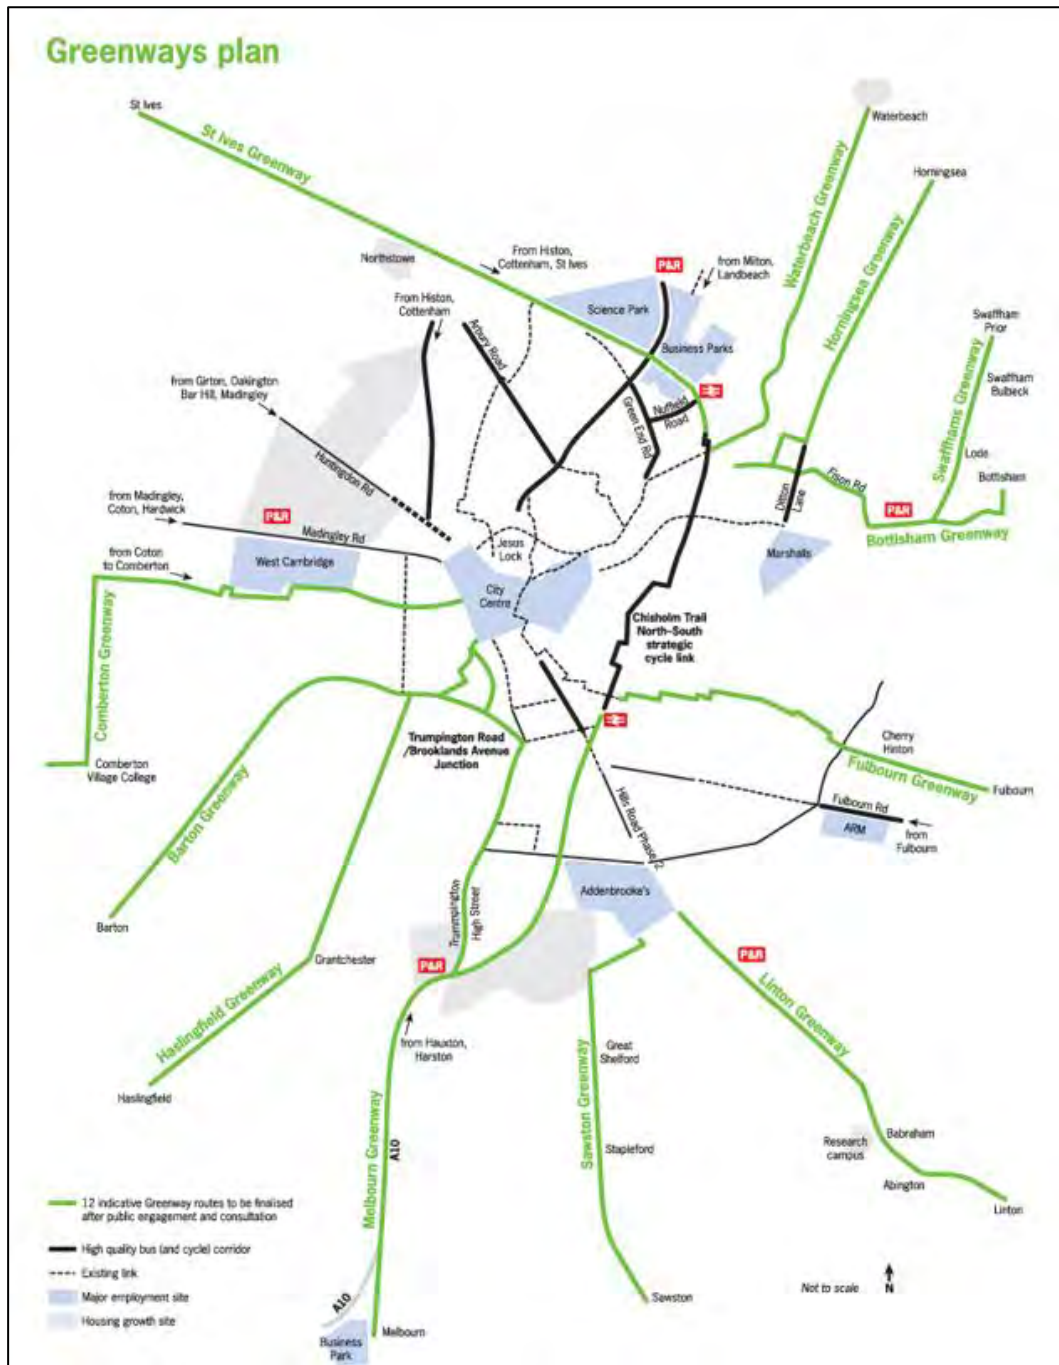 Greenways plan
St Ives
St Ives Greenway
Waterbeach
Waterbeach Greenway
Horningsea
Horningsea Greenway
Northstowe
From Histon,
Cottenham, St Ives
P&R
from Milton,
Landbeach
Science Park
Business Parks
From Histon,
Cottenham
Arbury Road
Swaffham
Prior
Swaffham
Bulbeck
Swaffhams Greenway
Lode
Bottisham
from Girton, Oakington
Bar Hill, Madingley
Huntingdon Rd
Green End Rd
Nuffield
Road
Fison Rd
Ditton
Lane
P&R
Bottisham Greenway
from Madingley,
Coton, Hardwick
P&R
Madingley Rd
Jesus
Lock
Marshalls
from Coton
to Comberton
West Cambridge
City
Centre
Comberton Greenway
Chisholm Trail
North-South
strategic
cycle link
Comberton
Village College
Trumpington Road
/Brooklands Avenue
Junction
Cherry
Hinton
Fulbourn Greenway
Fulbourn
Barton Greenway
Hills Road Phase 2
Fulbourn Rd
ARM
from
Fulbourn
Addenbrooke's
Barton
Trumpington
High Street
Grantchester
P&R
P&R
Haslingfield Greenway
Linton Greenway
from Hauxton,
Harston
Great
Shelford
Haslingfield
Melbourn Greenway
A10
Sawston Greenway
Stapleford
Research
campus
Babraham
Abington
Linton
12 indicative Greenway routes to be finalised
after public engagement and consultation
High quality bus (and cycle) corridor
Existing link
Major employment site
Housing growth site
A10
Business
Park
Melbourn
Sawston
Not to scale
N